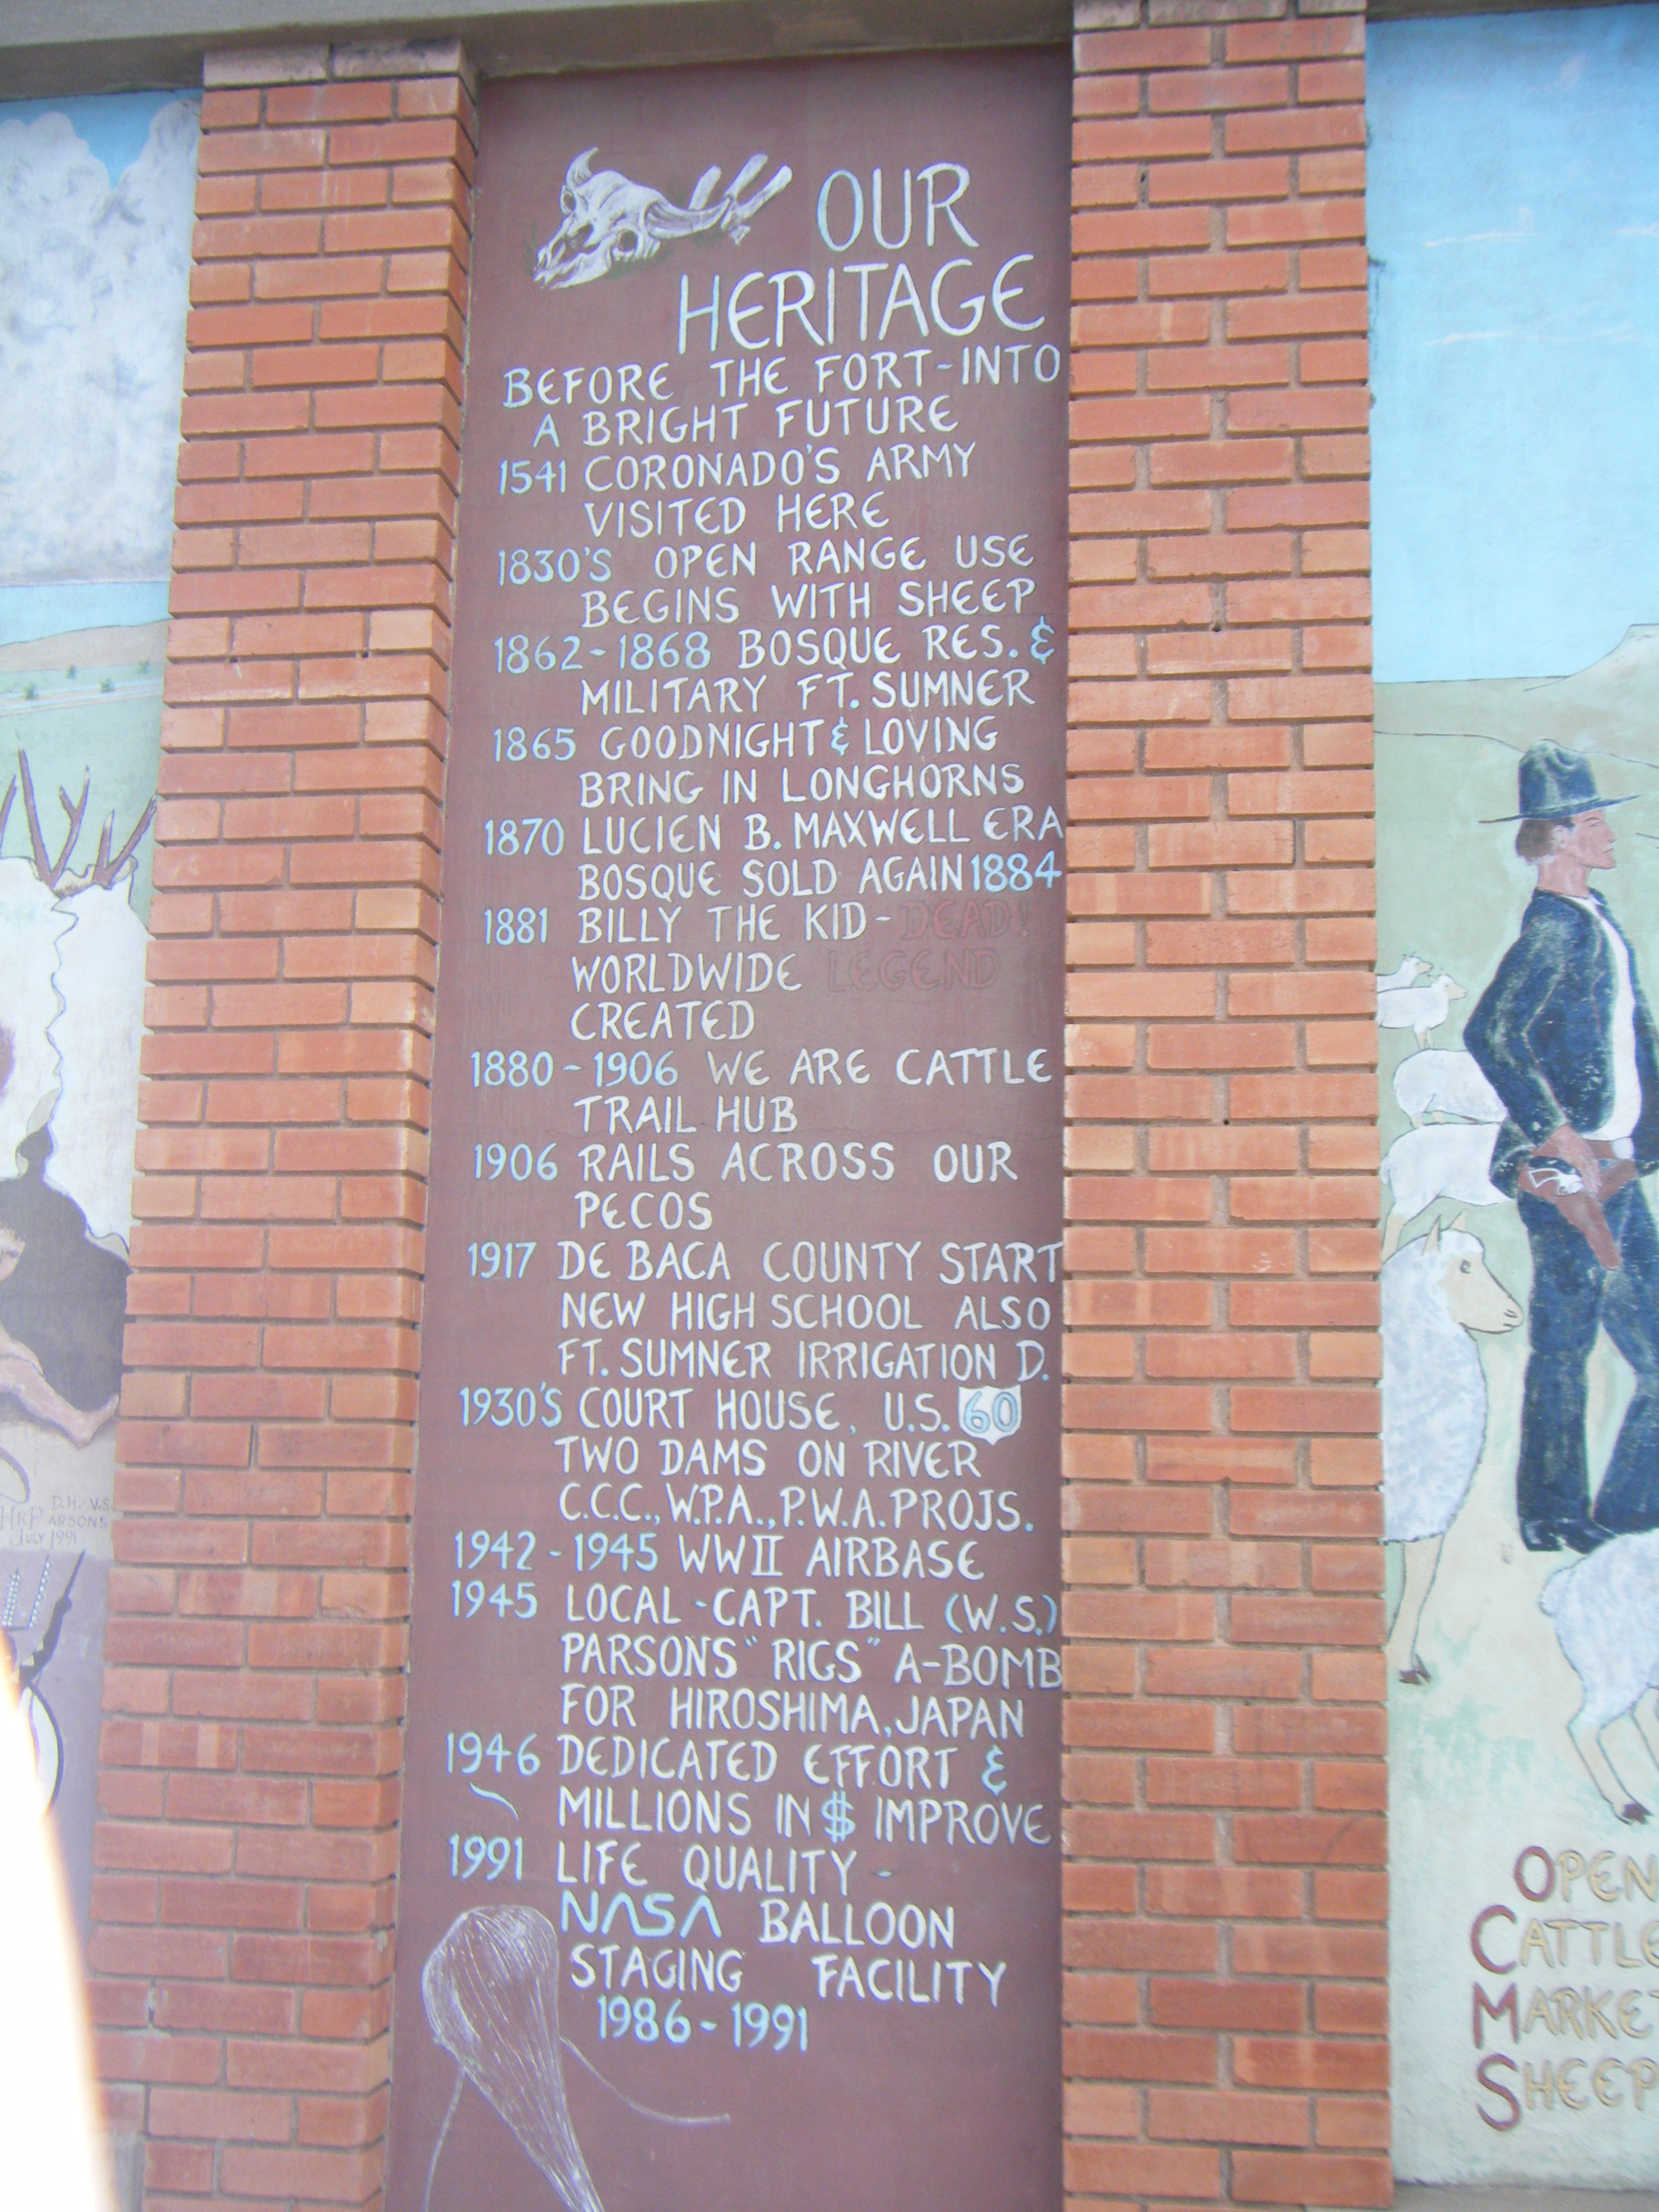 OUR
HERITAGE
BEFORE THE FORT-INTO
A BRIGHT FUTURE
1541 CORONADO'S ARMY
VISITED HERE
1830'S OPEN RANGE USE
BEGINS WITH SHEEP
1862-1868 BOSQUE RES. &
MILITARY FT. SUMNER
1865 GOODNIGHT & LOVING
BRING IN LONGHORNS
1870 LUCIEN B. MAXWELL ERA
BOSQUE SOLD AGAIN 1884
1881 BILLY THE KID- DEAD!
WORLDWIDE LEGEND
CREATED
1880-1906 WE ARE CATTLE
TRAIL HUB
1906 RAILS ACROSS OUR
PECOS
1917 DE BACA COUNTY START
NEW HIGH SCHOOL ALSO
FT. SUMNER IRRIGATION D.
1930'S COURT HOUSE, U.S. 60
TWO DAMS ON RIVER
C.C.C., W.P.A., P.W.A. PROJS.
1942-1945 WWII AIRBASE
1945 LOCAL-CAPT. BILL (W.S.)
PARSONS "RIGS" A-BOMB
FOR HIROSHIMA, JAPAN
1946 DEDICATED EFFORT &
MILLIONS IN $ IMPROVE
1991 LIFE QUALITY -
NASA BALLOON
STAGING FACILITY
1986-1991
D.H. V.S.
HRPARSONS
JULY 1991
OPEN
CATTLE
MARKET
SHEEP